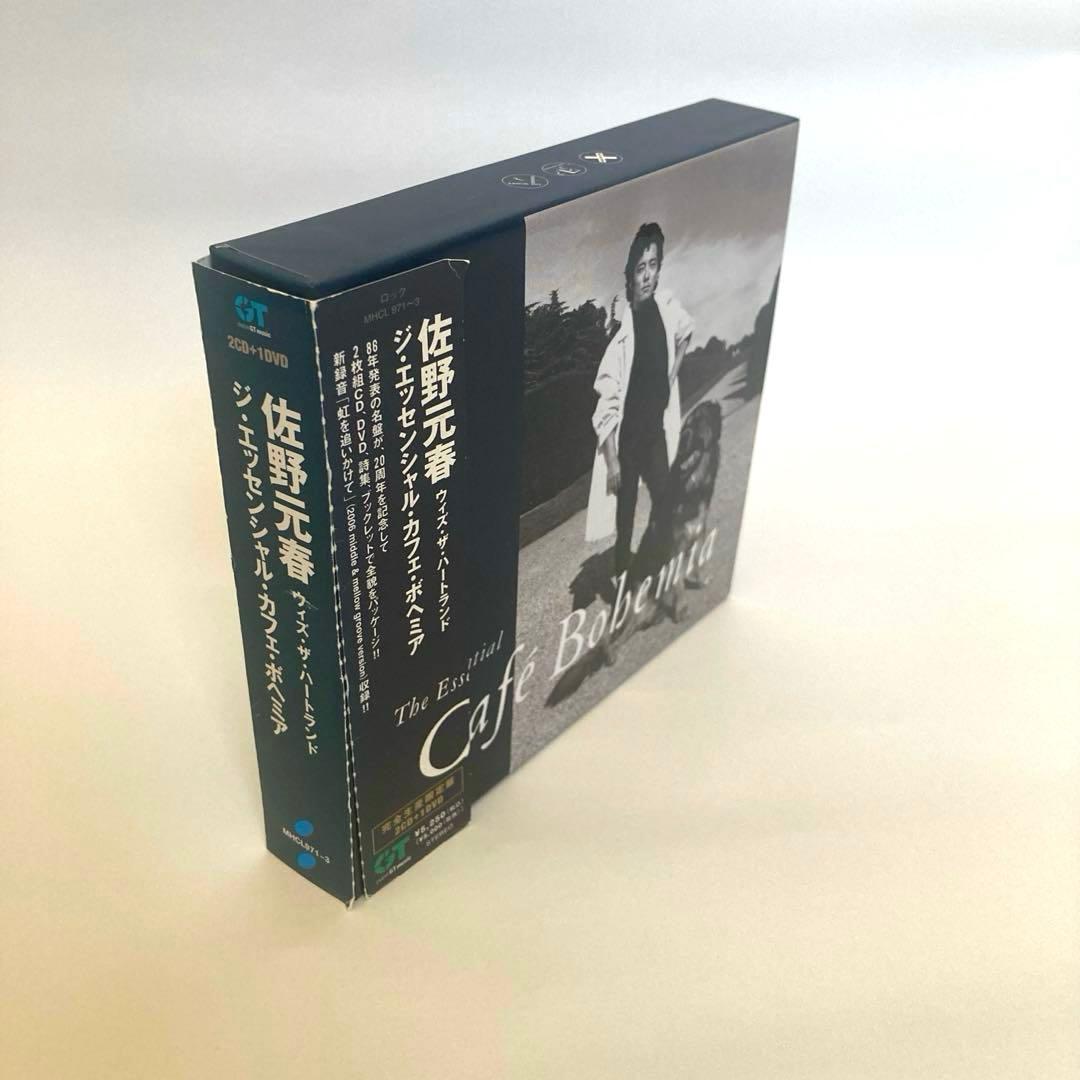 GT
music
2CD+1DVD
佐野元春
ウィズ・ザ・ハートランド
ジ・エッセンシャル・カフェ・ボヘミア
MHCL971~3
ロック
MHCL 971~3
佐野元春
ウィズ・ザ・ハートランド
ジ・エッセンシャル・カフェ・ボヘミア
86年発表の名盤が、20周年を記念して
2枚組CD、DVD、詩集、ブックレットで全貌をパッケージ!!
新録音「虹を追いかけて」(2006 middle & mellow groove version)収録!!
The Essential
Café Bohemia
完全生産限定盤
2CD+1DVD
STEREO
GT
music